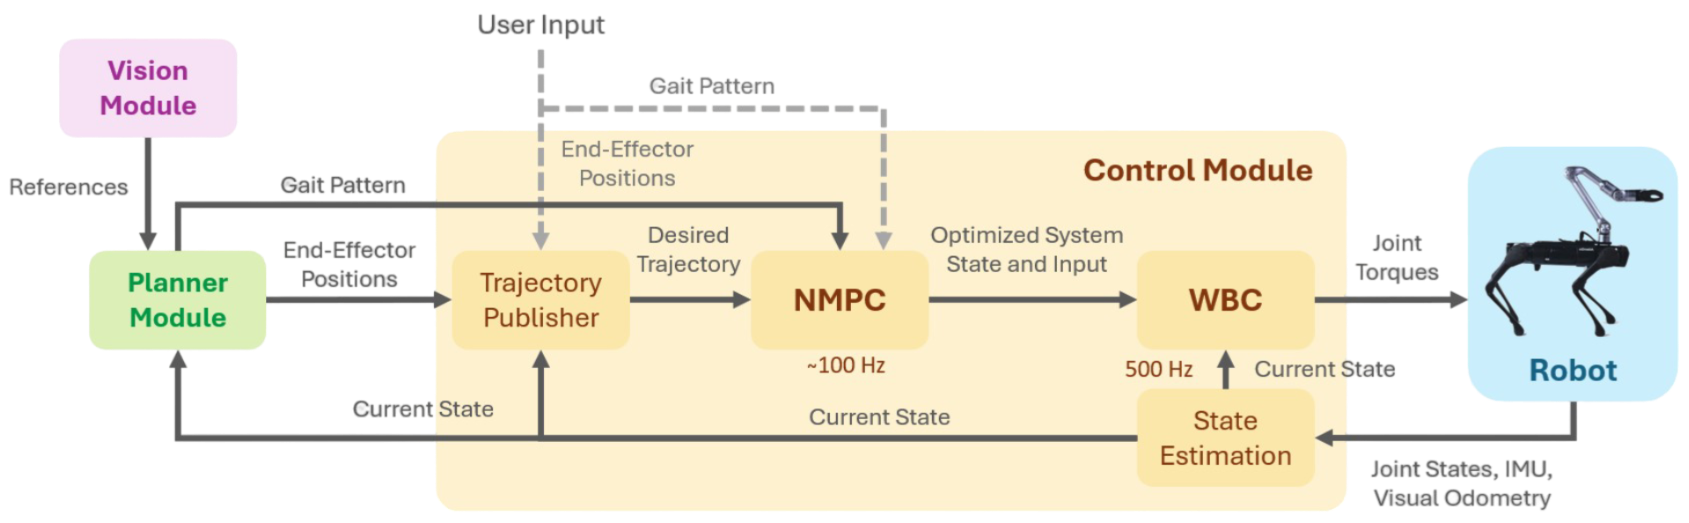 User Input
Vision
Module
Gait Pattern
End-Effector
Positions
Control Module
References
Gait Pattern
End-Effector
Positions
Desired
Trajectory
Optimized System
State and Input
Joint
Torques
Planner
Module
Trajectory
Publisher
NMPC
WBC
~100 Hz
500 Hz
Current State
Robot
Current State
Current State
State
Estimation
Joint States, IMU,
Visual Odometry